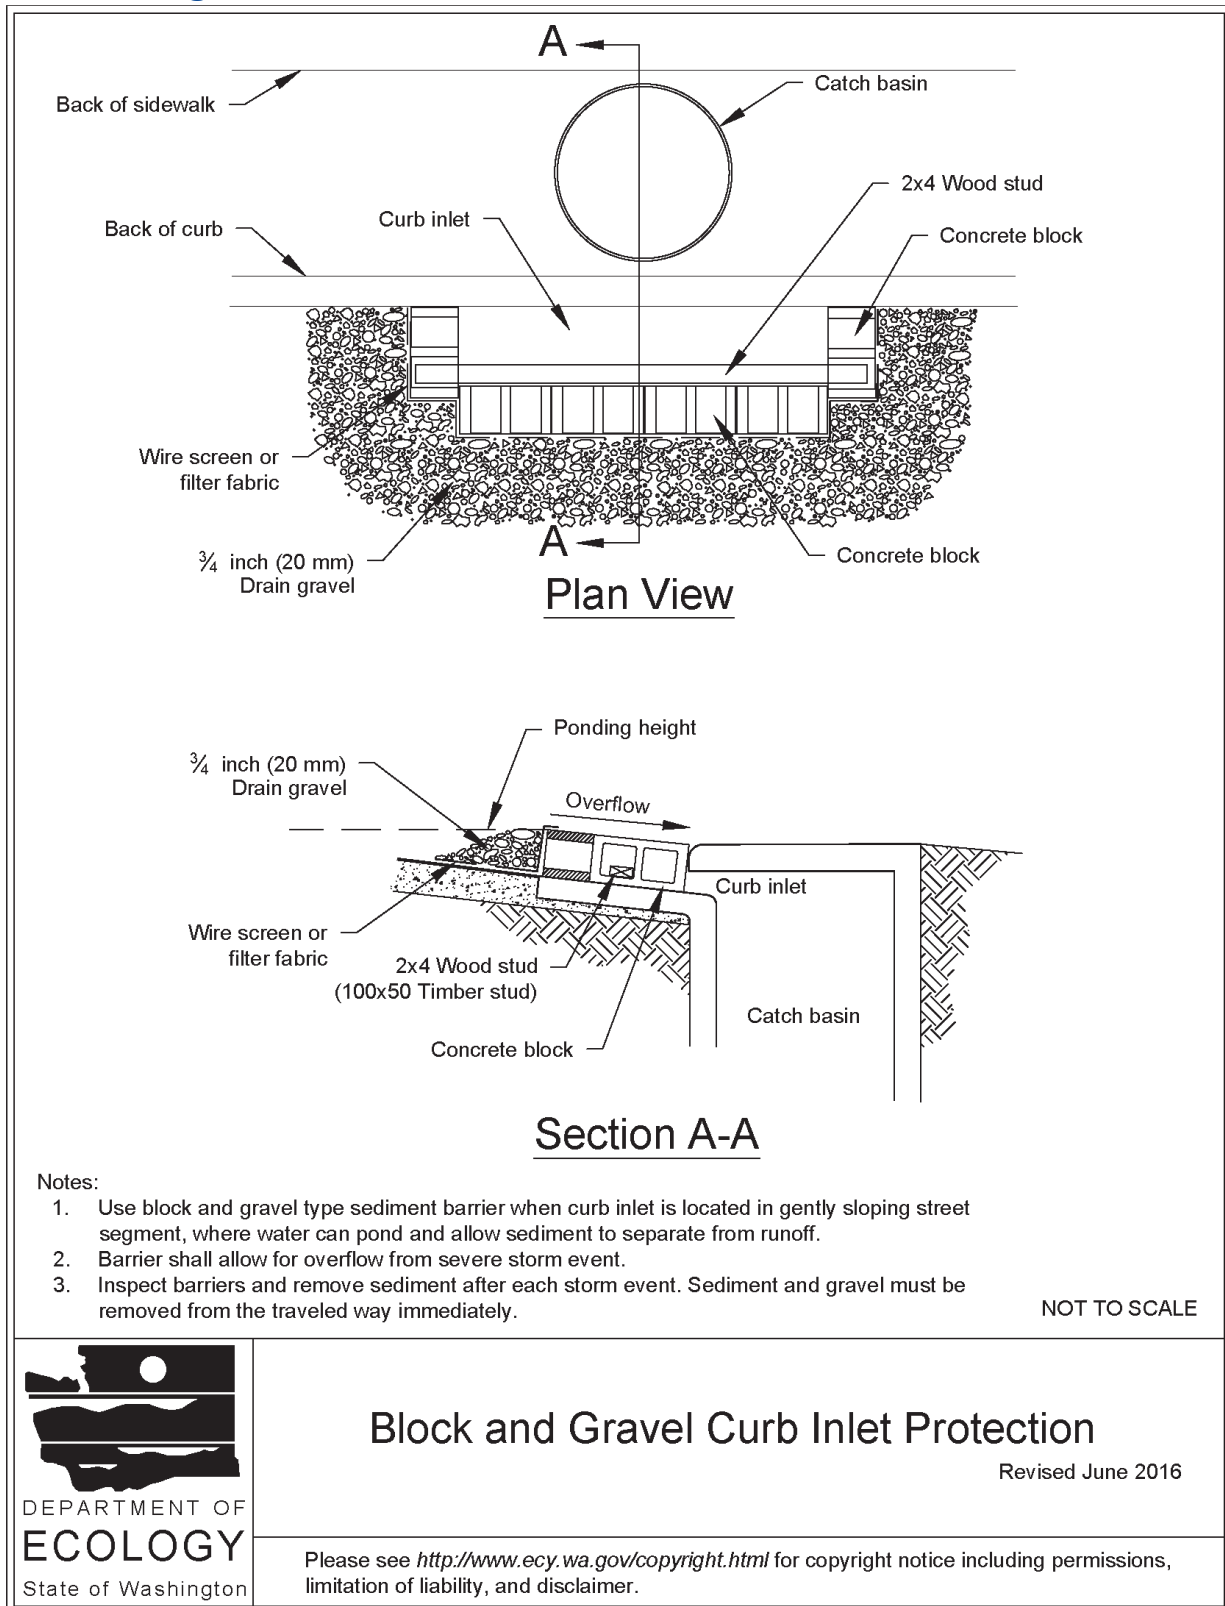 A
Back of sidewalk
Catch basin
2x4 Wood stud
Curb inlet
Back of curb
Concrete block
Wire screen or
filter fabric
A
Concrete block
¾ inch (20 mm)
Drain gravel
Plan View
Ponding height
¾ inch (20 mm)
Drain gravel
Overflow
Curb inlet
Wire screen or
filter fabric
2x4 Wood stud
(100x50 Timber stud)
Catch basin
Concrete block
Section A-A
Notes:
1. Use block and gravel type sediment barrier when curb inlet is located in gently sloping street
segment, where water can pond and allow sediment to separate from runoff.
2. Barrier shall allow for overflow from severe storm event.
3. Inspect barriers and remove sediment after each storm event. Sediment and gravel must be
removed from the traveled way immediately.
NOT TO SCALE
Block and Gravel Curb Inlet Protection
Revised June 2016
DEPARTMENT OF
ECOLOGY
State of Washington
Please see http://www.ecy.wa.gov/copyright.html for copyright notice including permissions,
limitation of liability, and disclaimer.